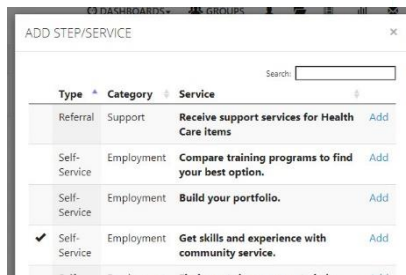 DASHBOARDS GROUPS
ADD STEP/SERVICE ×
Search:
Type Category Service
Referral Support Receive support services for Health Add
Care items
Self- Employment Compare training programs to find Add
Service your best option.
Self- Employment Build your portfolio. Add
Service
✔ Self- Employment Get skills and experience with Add
Service community service.